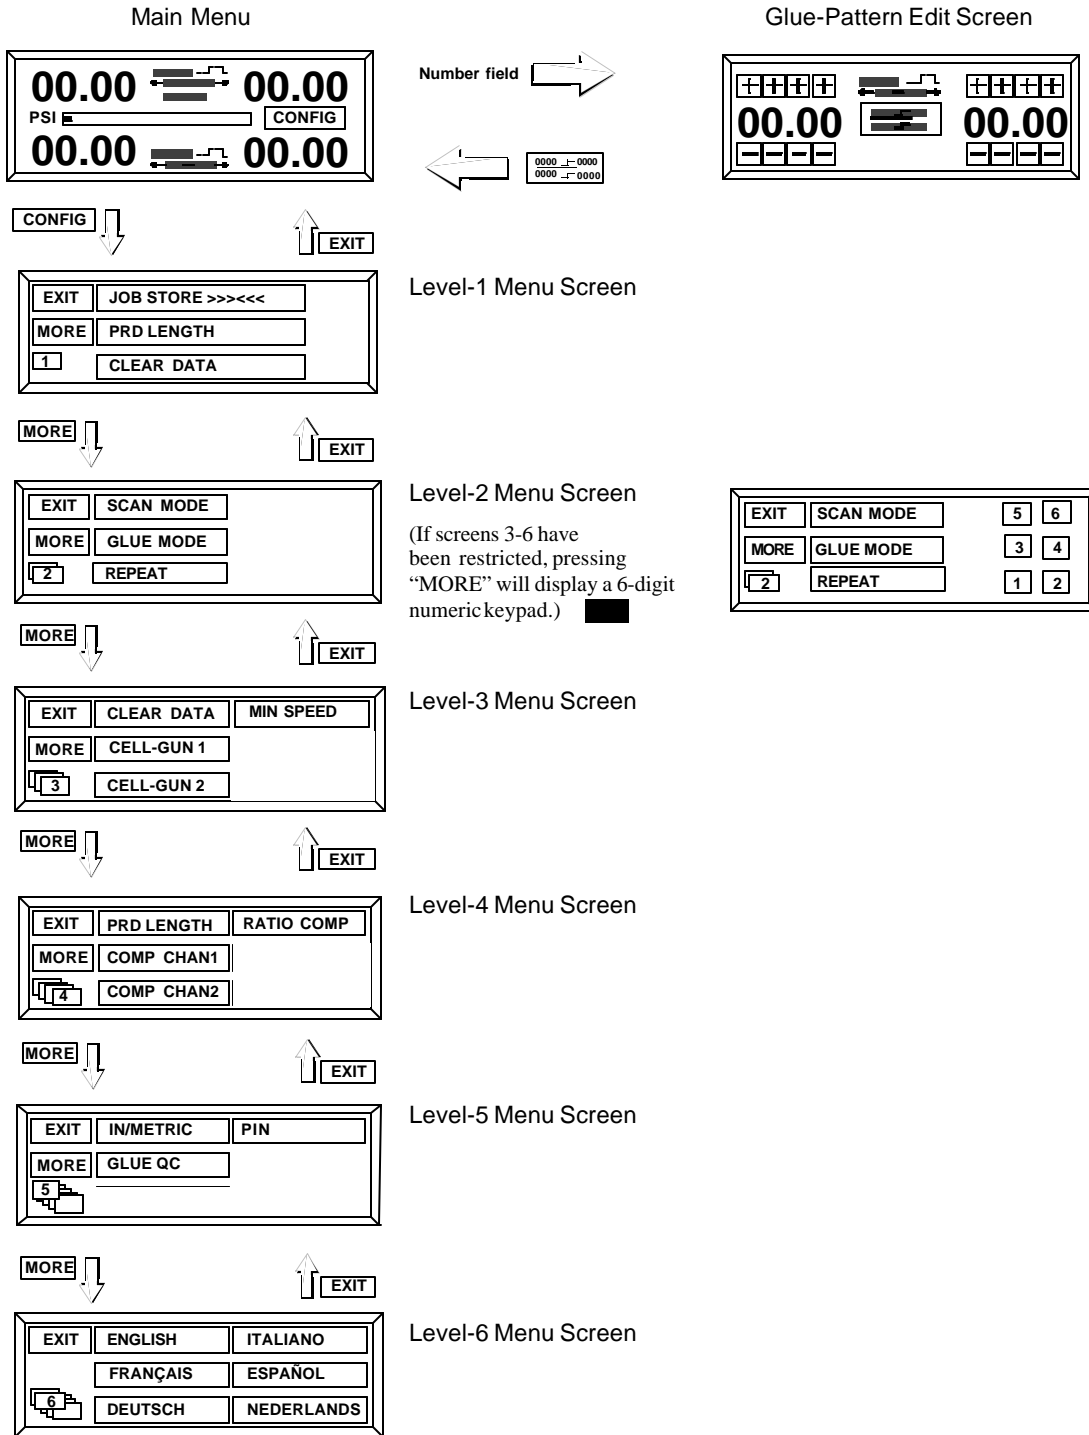 Main Menu
Glue-Pattern Edit Screen
00.00 00.00
PSI CONFIG
00.00 00.00
Number field
0000 0000
0000 0000
++++ ++++
00.00 00.00
---- ----
CONFIG
EXIT
Level-1 Menu Screen
EXIT JOB STORE >>><<<
MORE PRD LENGTH
1 CLEAR DATA
MORE
EXIT
Level-2 Menu Screen
(If screens 3-6 have
been restricted, pressing
“MORE” will display a 6-digit
numeric keypad.)
EXIT SCAN MODE
MORE GLUE MODE
2 REPEAT
EXIT SCAN MODE 5 6
MORE GLUE MODE 3 4
2 REPEAT 1 2
MORE
EXIT
Level-3 Menu Screen
EXIT CLEAR DATA MIN SPEED
MORE CELL-GUN 1
3 CELL-GUN 2
MORE
EXIT
Level-4 Menu Screen
EXIT PRD LENGTH RATIO COMP
MORE COMP CHAN1
4 COMP CHAN2
MORE
EXIT
Level-5 Menu Screen
EXIT IN/METRIC PIN
MORE GLUE QC
5
MORE
EXIT
Level-6 Menu Screen
EXIT ENGLISH ITALIANO
FRANÇAIS ESPAÑOL
6 DEUTSCH NEDERLANDS